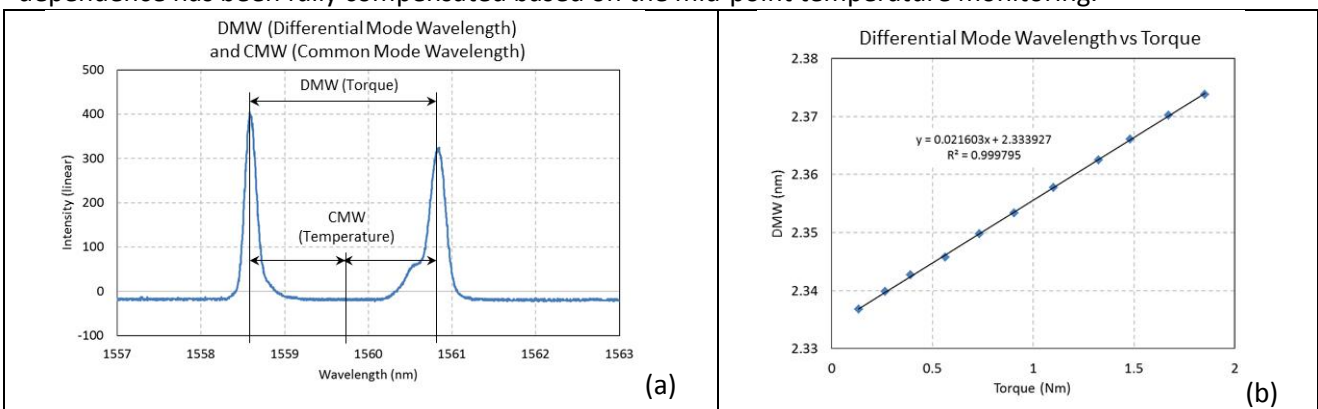 dependence has been fully compensated based on the mid-point temperature monitoring.
DMW (Differential Mode Wavelength)
and CMW (Common Mode Wavelength)
500
400
300
200
100
0
-100
Intensity (linear)
DMW (Torque)
CMW
(Temperature)
1557 1558 1559 1560 1561 1562 1563
Wavelength (nm)
(a)
Differential Mode Wavelength vs Torque
2.38
2.37
2.36
2.35
2.34
2.33
DMW (nm)
y = 0.021603x + 2.333927
R² = 0.999795
0 0.5 1 1.5 2
Torque (Nm)
(b)